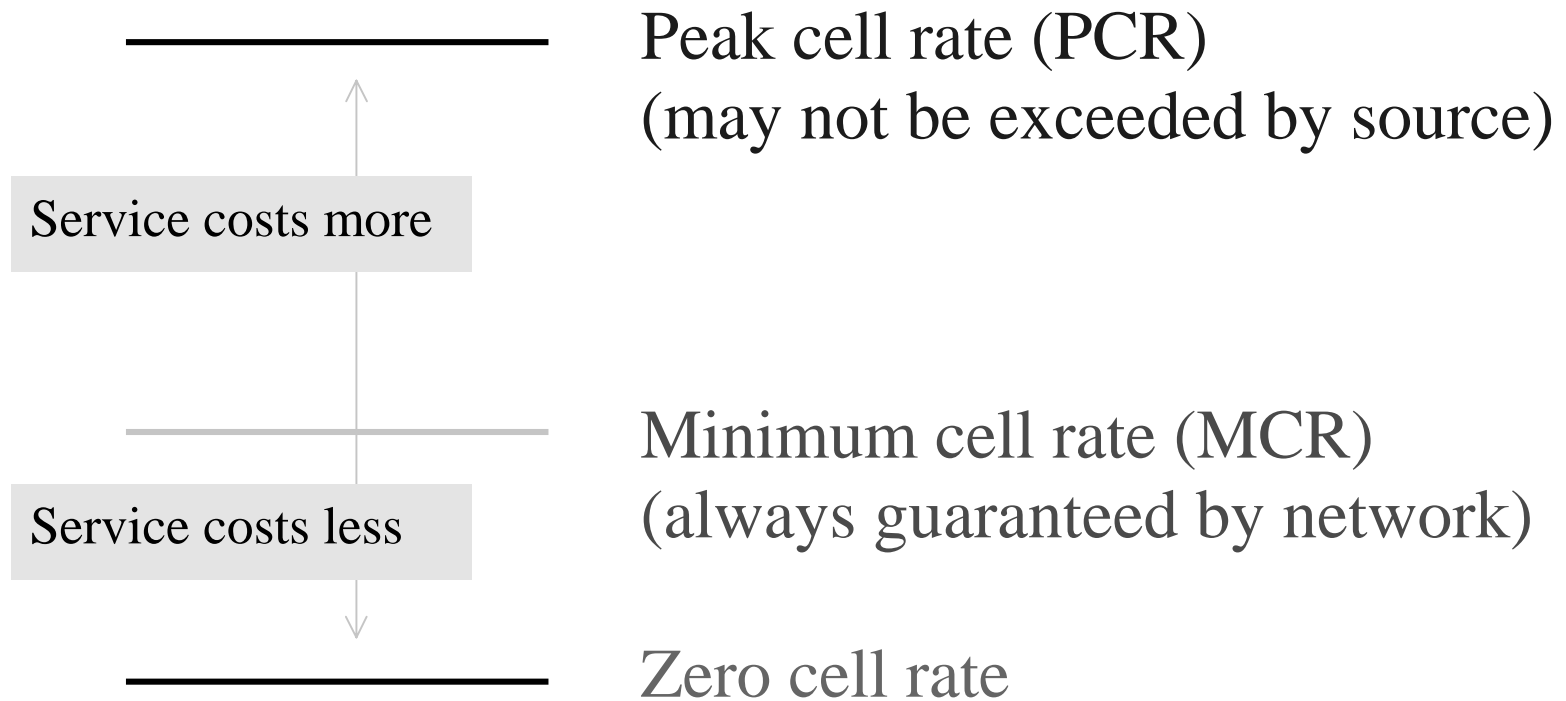 Peak cell rate (PCR)
(may not be exceeded by source)
Service costs more
Minimum cell rate (MCR)
(always guaranteed by network)
Service costs less
Zero cell rate